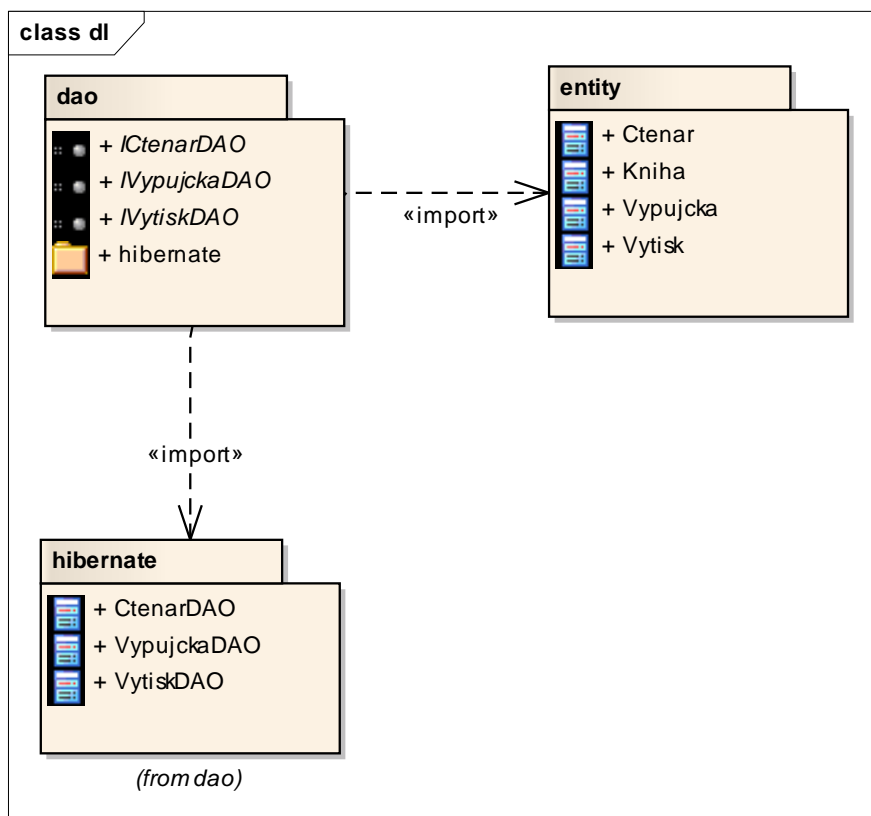 class dl
dao
+ ICtenarDAO
+ IVypujckaDAO
+ IVytiskDAO
+ hibernate
entity
+ Ctenar
+ Kniha
+ Vypujcka
+ Vytisk
«import»
«import»
hibernate
+ CtenarDAO
+ VypujckaDAO
+ VytiskDAO
(from dao)